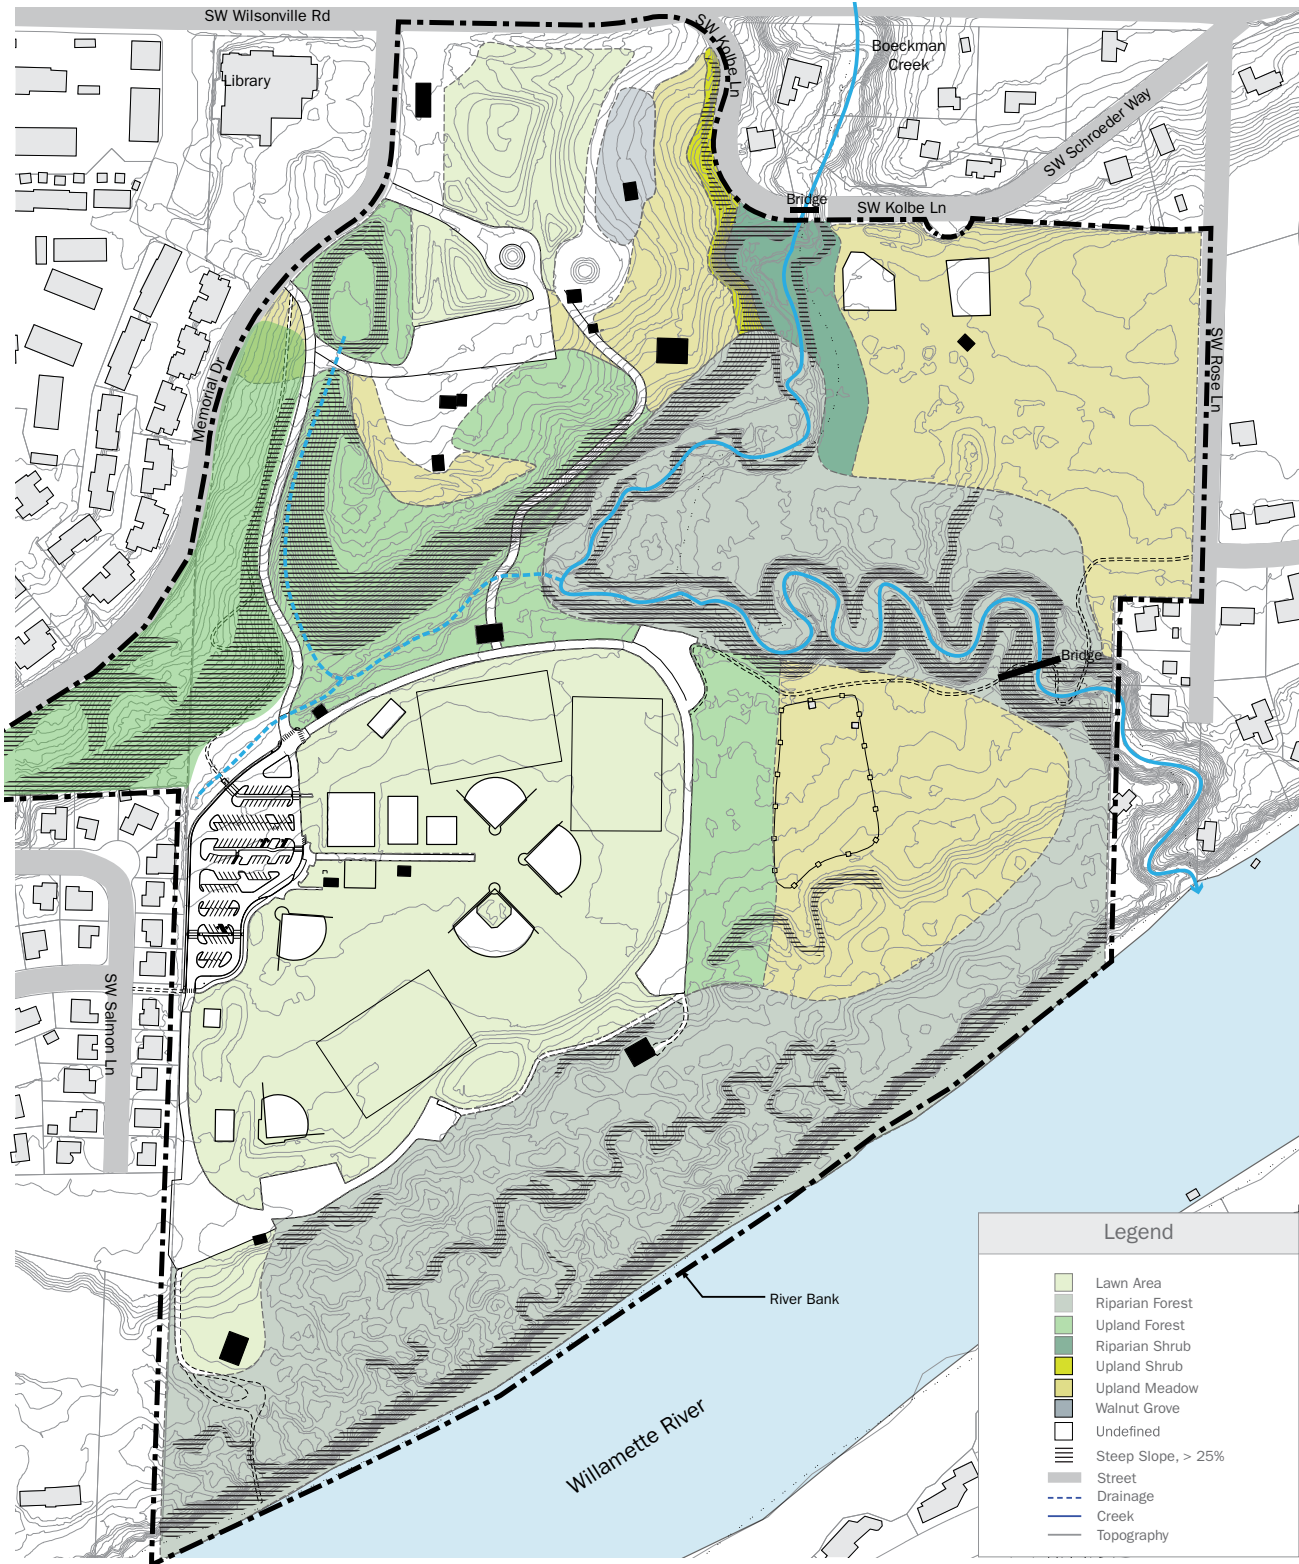 SW Wilsonville Rd
SW Kolbe Ln
Boeckman
Creek
Library
SW Schroeder Way
Bridge
SW Kolbe Ln
SW Rose Ln
Memorial Dr
Bridge
SW Salmon Ln
River Bank
Willamette River
Legend
Lawn Area
Riparian Forest
Upland Forest
Riparian Shrub
Upland Shrub
Upland Meadow
Walnut Grove
Undefined
Steep Slope, > 25%
Street
Drainage
Creek
Topography